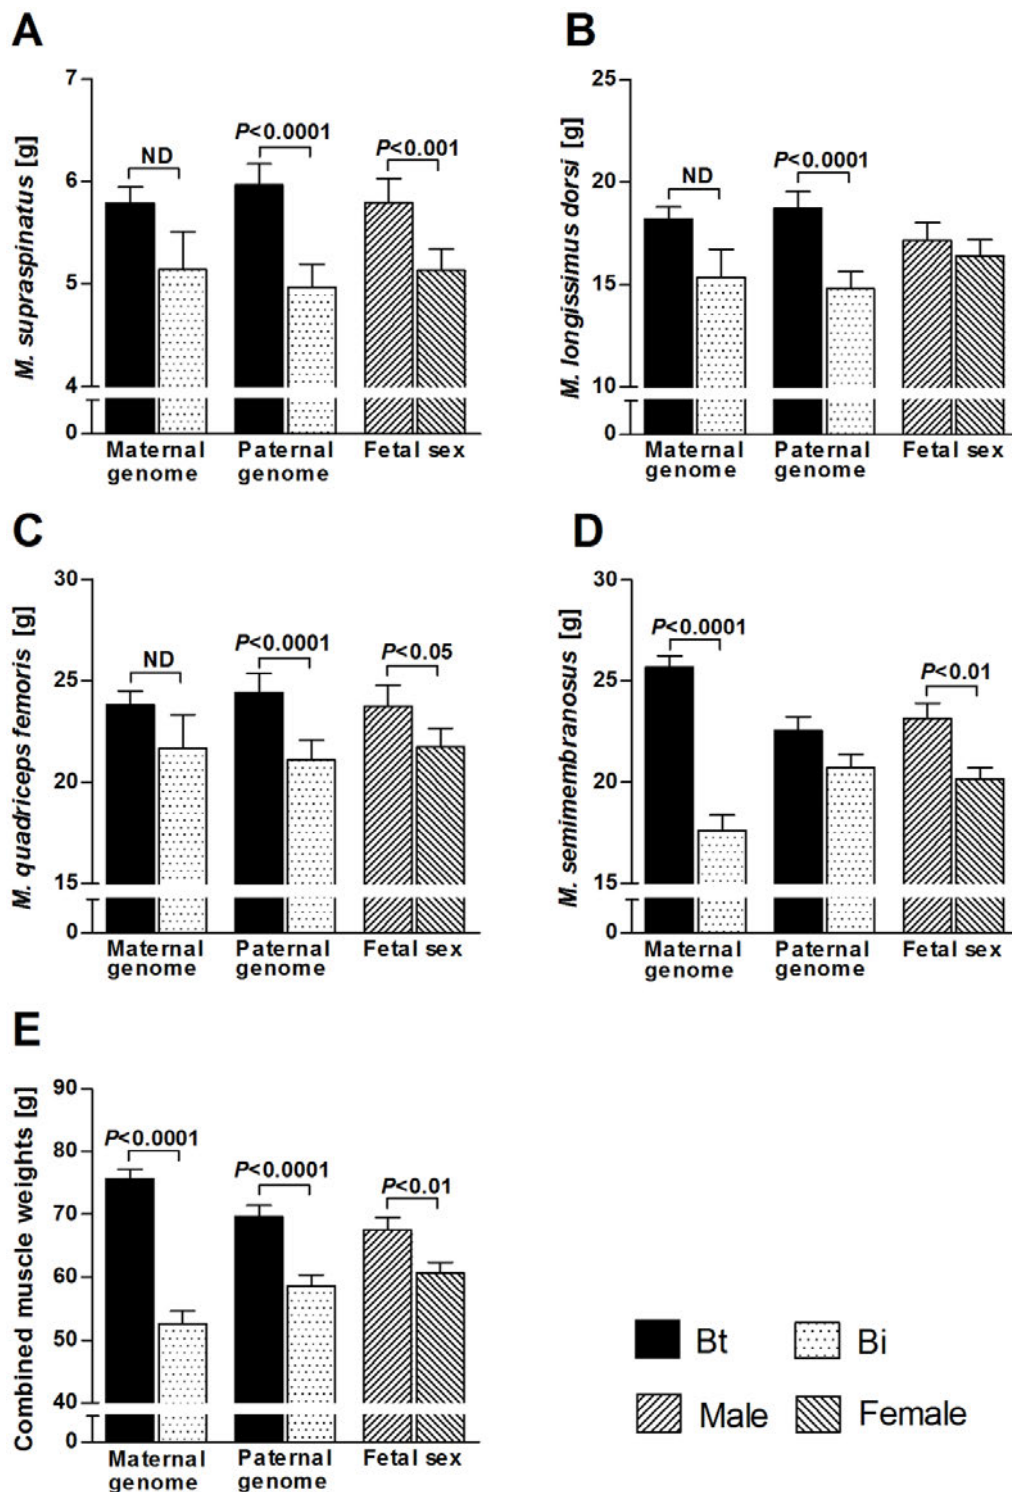 A
M. supraspinatus [g]
7
6
5
4
0
ND
P<0.0001
P<0.001
Maternal genome
Paternal genome
Fetal sex
B
M. longissimus dorsi [g]
25
20
15
10
0
ND
P<0.0001
Maternal genome
Paternal genome
Fetal sex
C
M. quadriceps femoris [g]
30
25
20
15
0
ND
P<0.0001
P<0.05
Maternal genome
Paternal genome
Fetal sex
D
M. semimembranosus [g]
30
25
20
15
0
P<0.0001
P<0.01
Maternal genome
Paternal genome
Fetal sex
E
Combined muscle weights [g]
90
80
70
60
50
40
0
P<0.0001
P<0.0001
P<0.01
Maternal genome
Paternal genome
Fetal sex
Bt
Bi
Male
Female